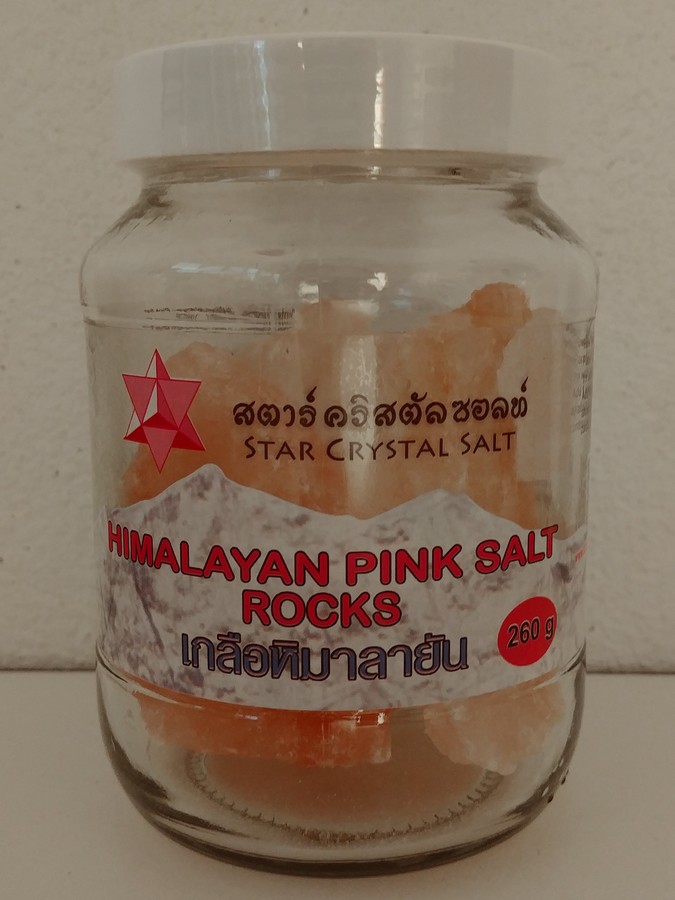 สตาร์ คริสตัลซอลท์
STAR CRYSTAL SALT
HIMALAYAN PINK SALT
ROCKS
เกลือหิมาลายัน
260 g